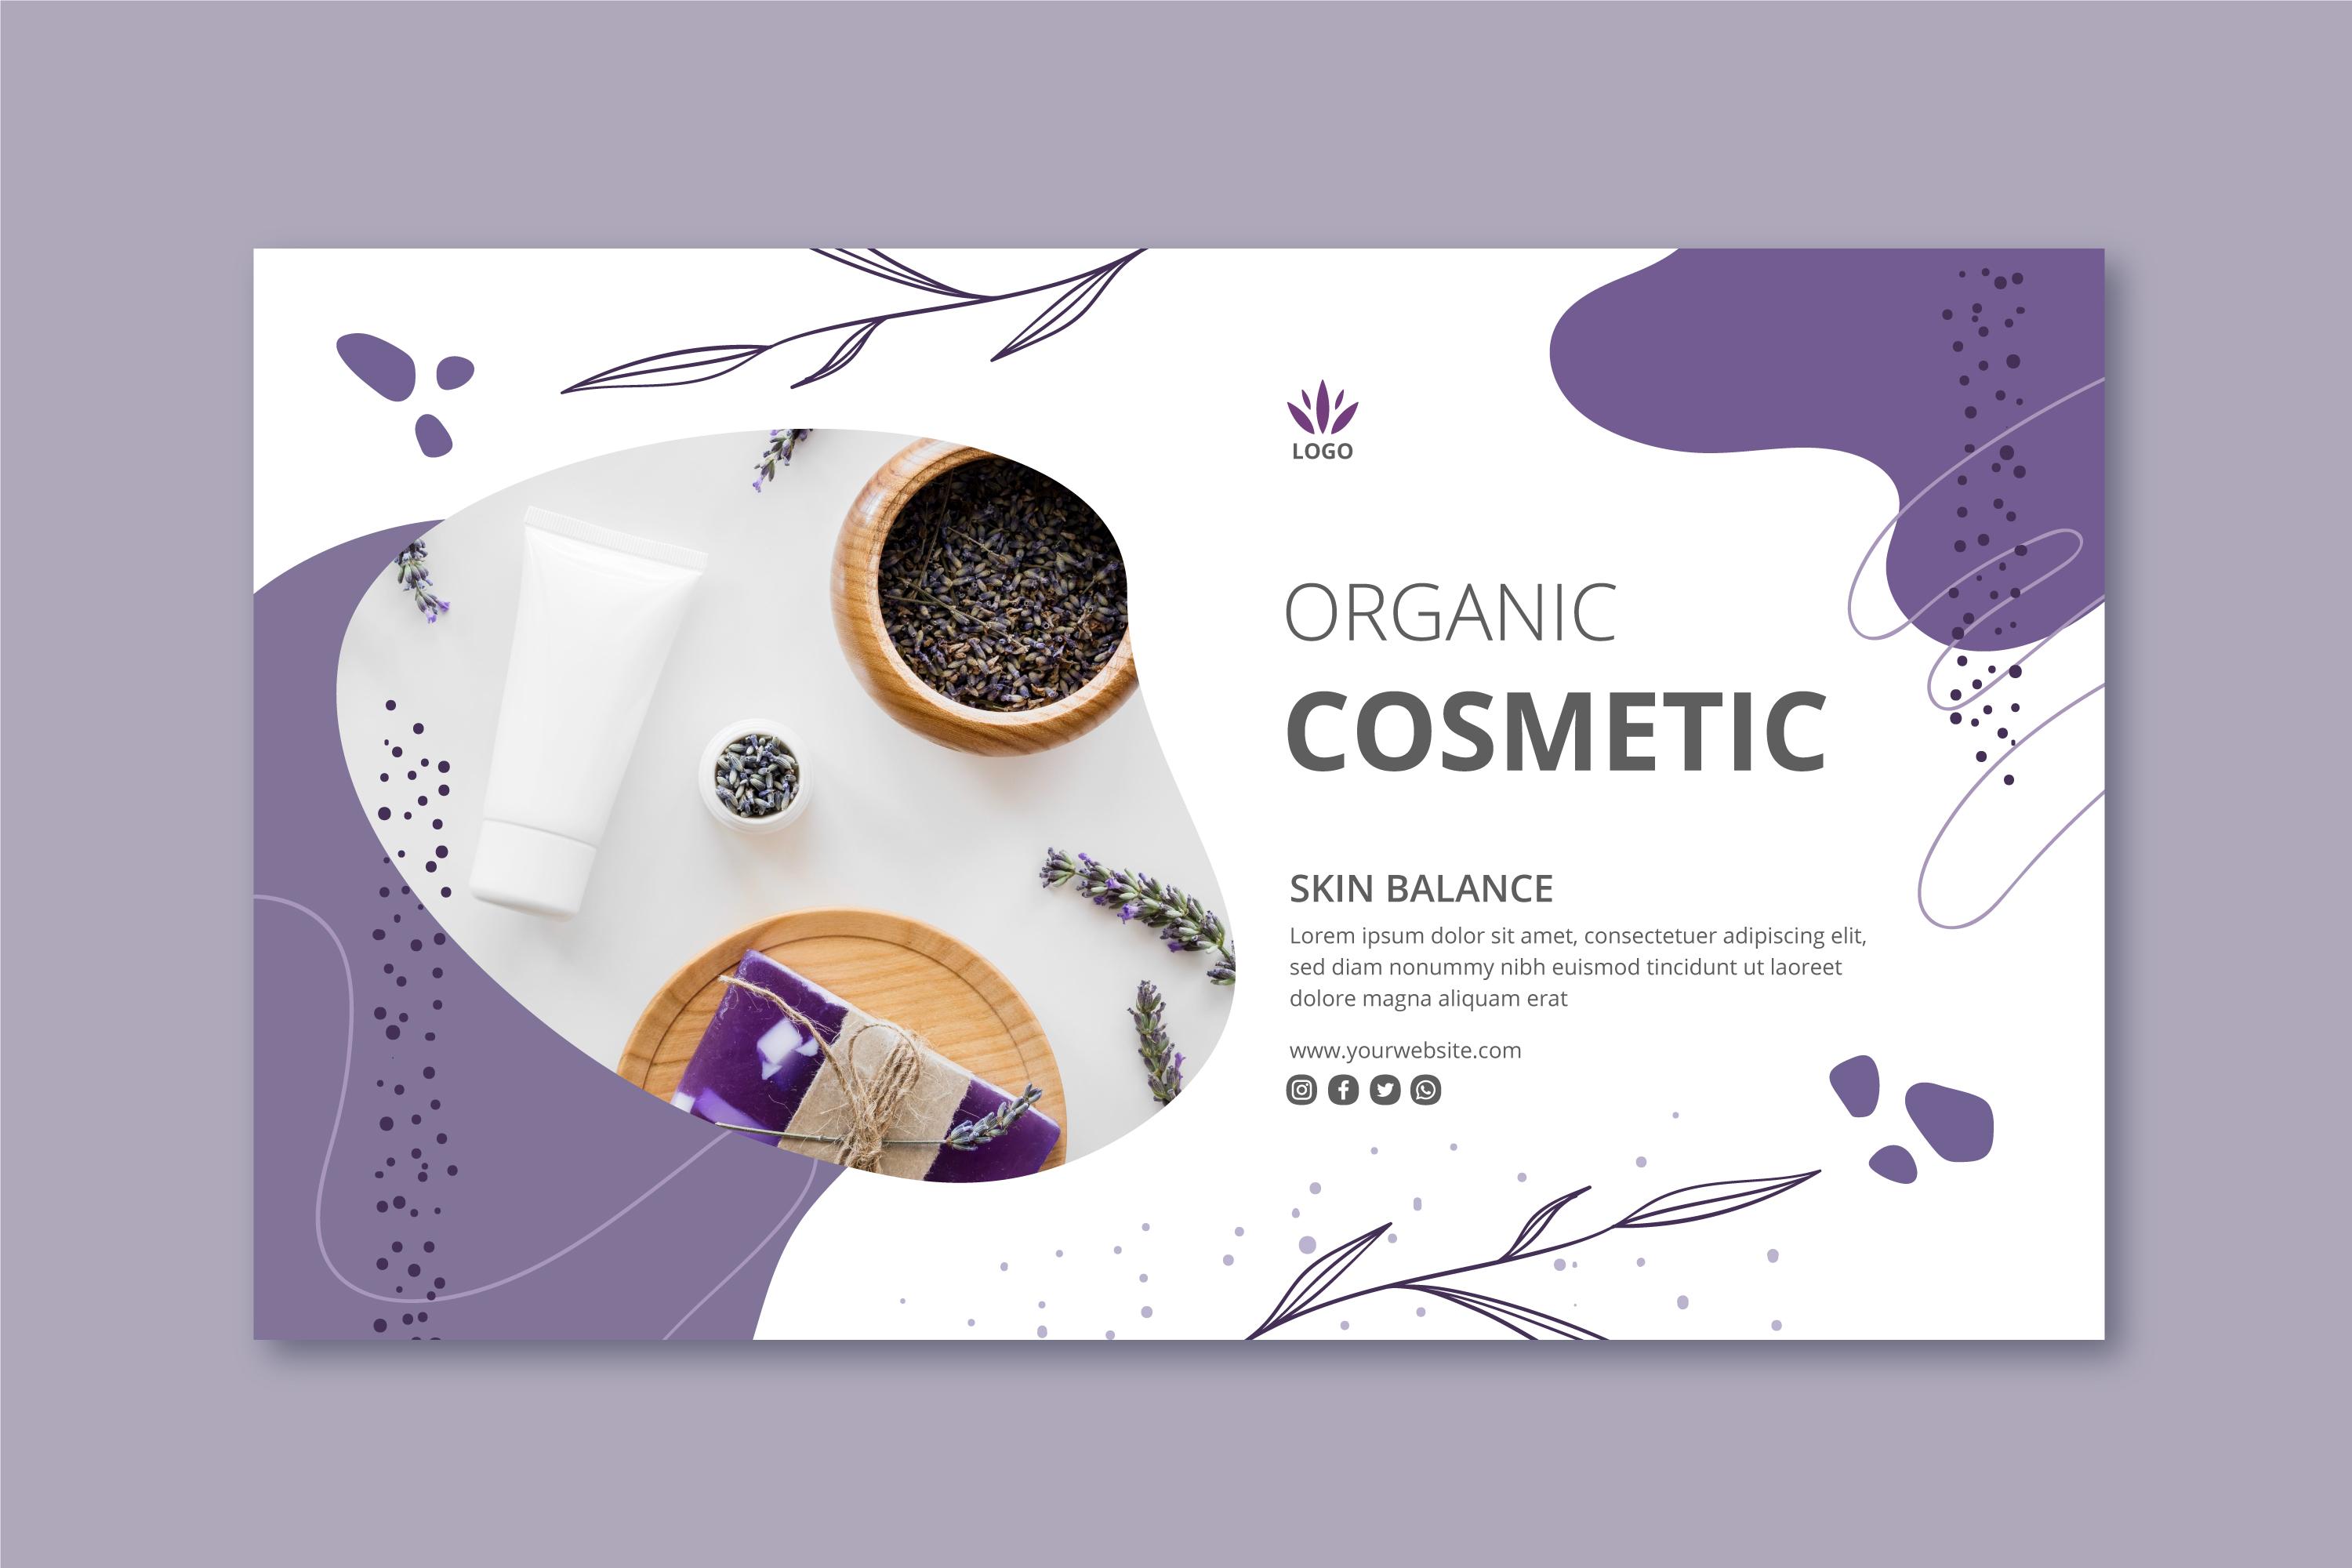 LOGO
ORGANIC
COSMETIC
SKIN BALANCE
Lorem ipsum dolor sit amet, consectetuer adipiscing elit,
sed diam nonummy nibh euismod tincidunt ut laoreet
dolore magna aliquam erat
www.yourwebsite.com